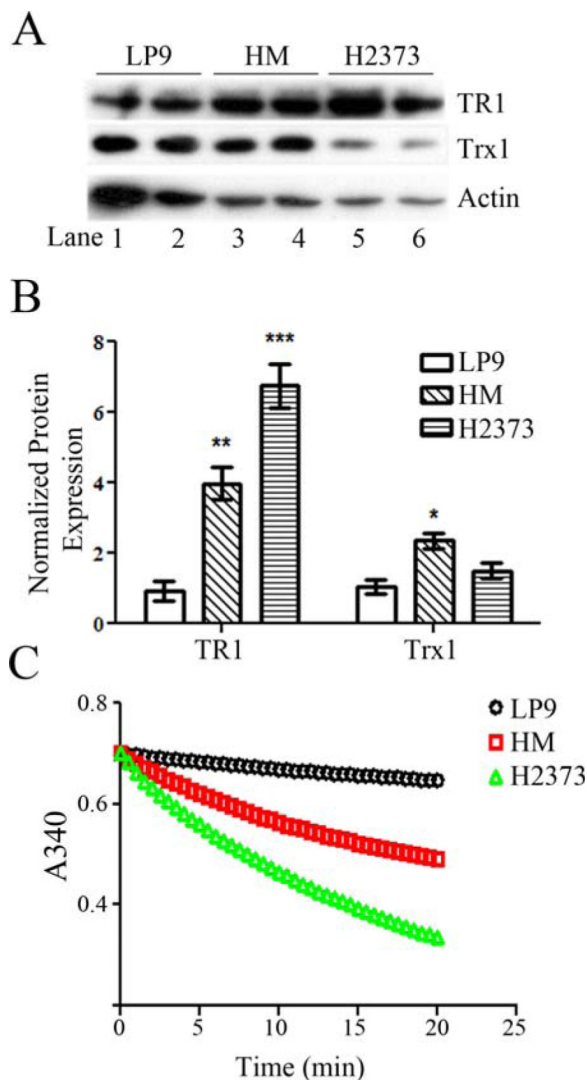 A
LP9 HM H2373
TR1
Trx1
Actin
Lane 1 2 3 4 5 6
B
Normalized Protein
Expression
8
6
4
2
0
** *** *
LP9
HM
H2373
TR1 Trx1
C
A340
0.8
0.6
0.4
LP9
HM
H2373
0 5 10 15 20 25
Time (min)